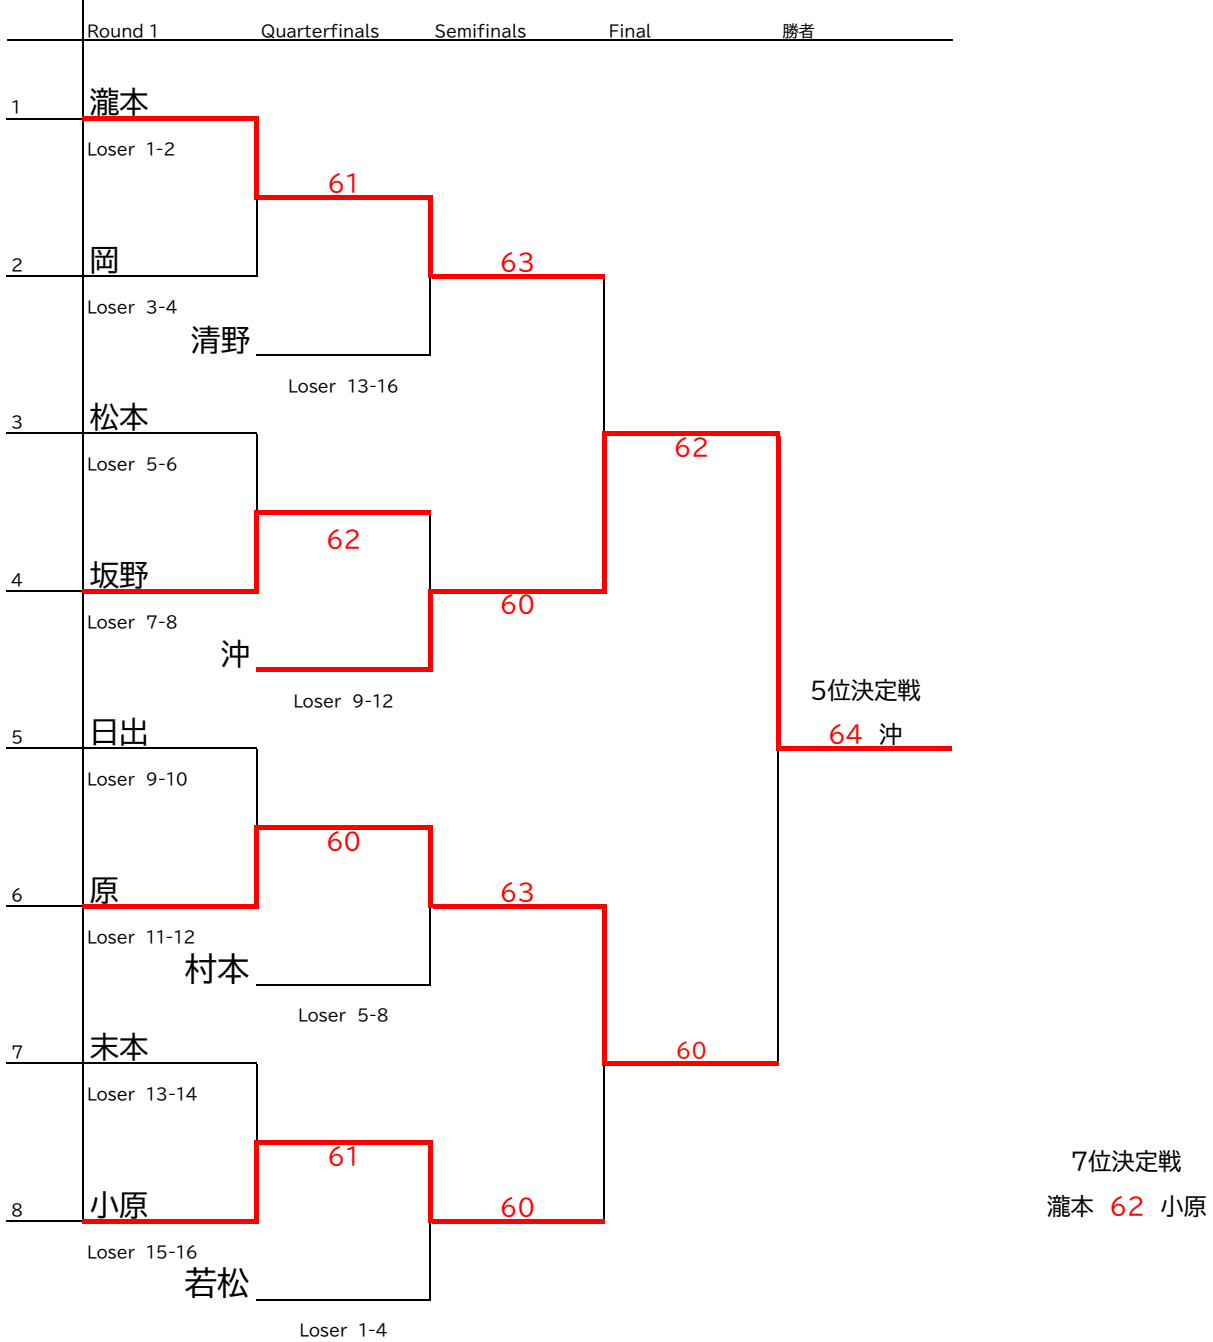 Round 1 Quarterfinals Semifinals Final 勝者
1 瀧本
Loser 1-2
61
2 岡
63
Loser 3-4
清野
Loser 13-16
3 松本
62
Loser 5-6
62
4 坂野
60
Loser 7-8
沖
5位決定戦
Loser 9-12
5 日出
64 沖
Loser 9-10
60
6 原
63
Loser 11-12
村本
Loser 5-8
7 末本
60
Loser 13-14
61
7位決定戦
8 小原
60
瀧本 62 小原
Loser 15-16
若松
Loser 1-4